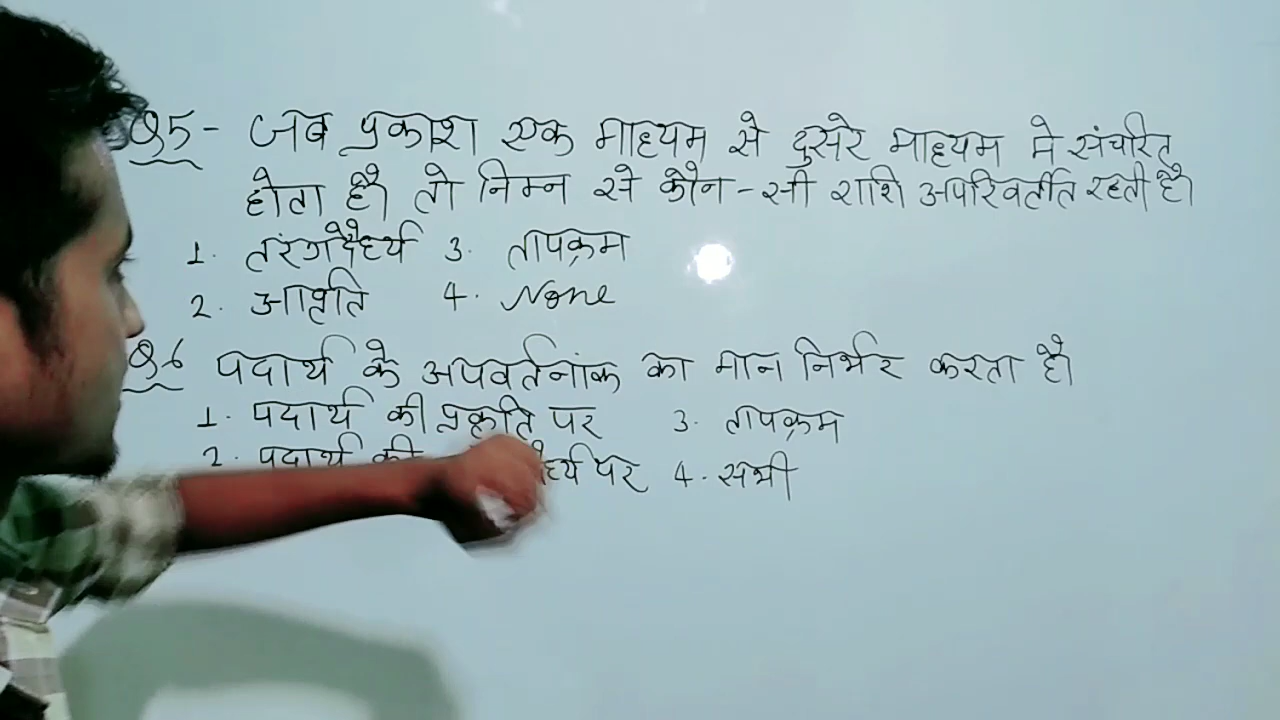 Q5- जब प्रकाश एक माध्यम से दुसरे माध्यम मे संचरित
होता है। तो निम्न से कौन-सी राशि अपरिवर्तीत रहती है।
1. तरंगदैर्ध्य 3. तापक्रम
2. आवृति 4. None
Q6 पदार्थ के अपवर्तनांक का मान निर्भर करता है।
1. पदार्थ की प्रकृति पर 3. तापक्रम
2. पदार्थ की पर 4. सभी